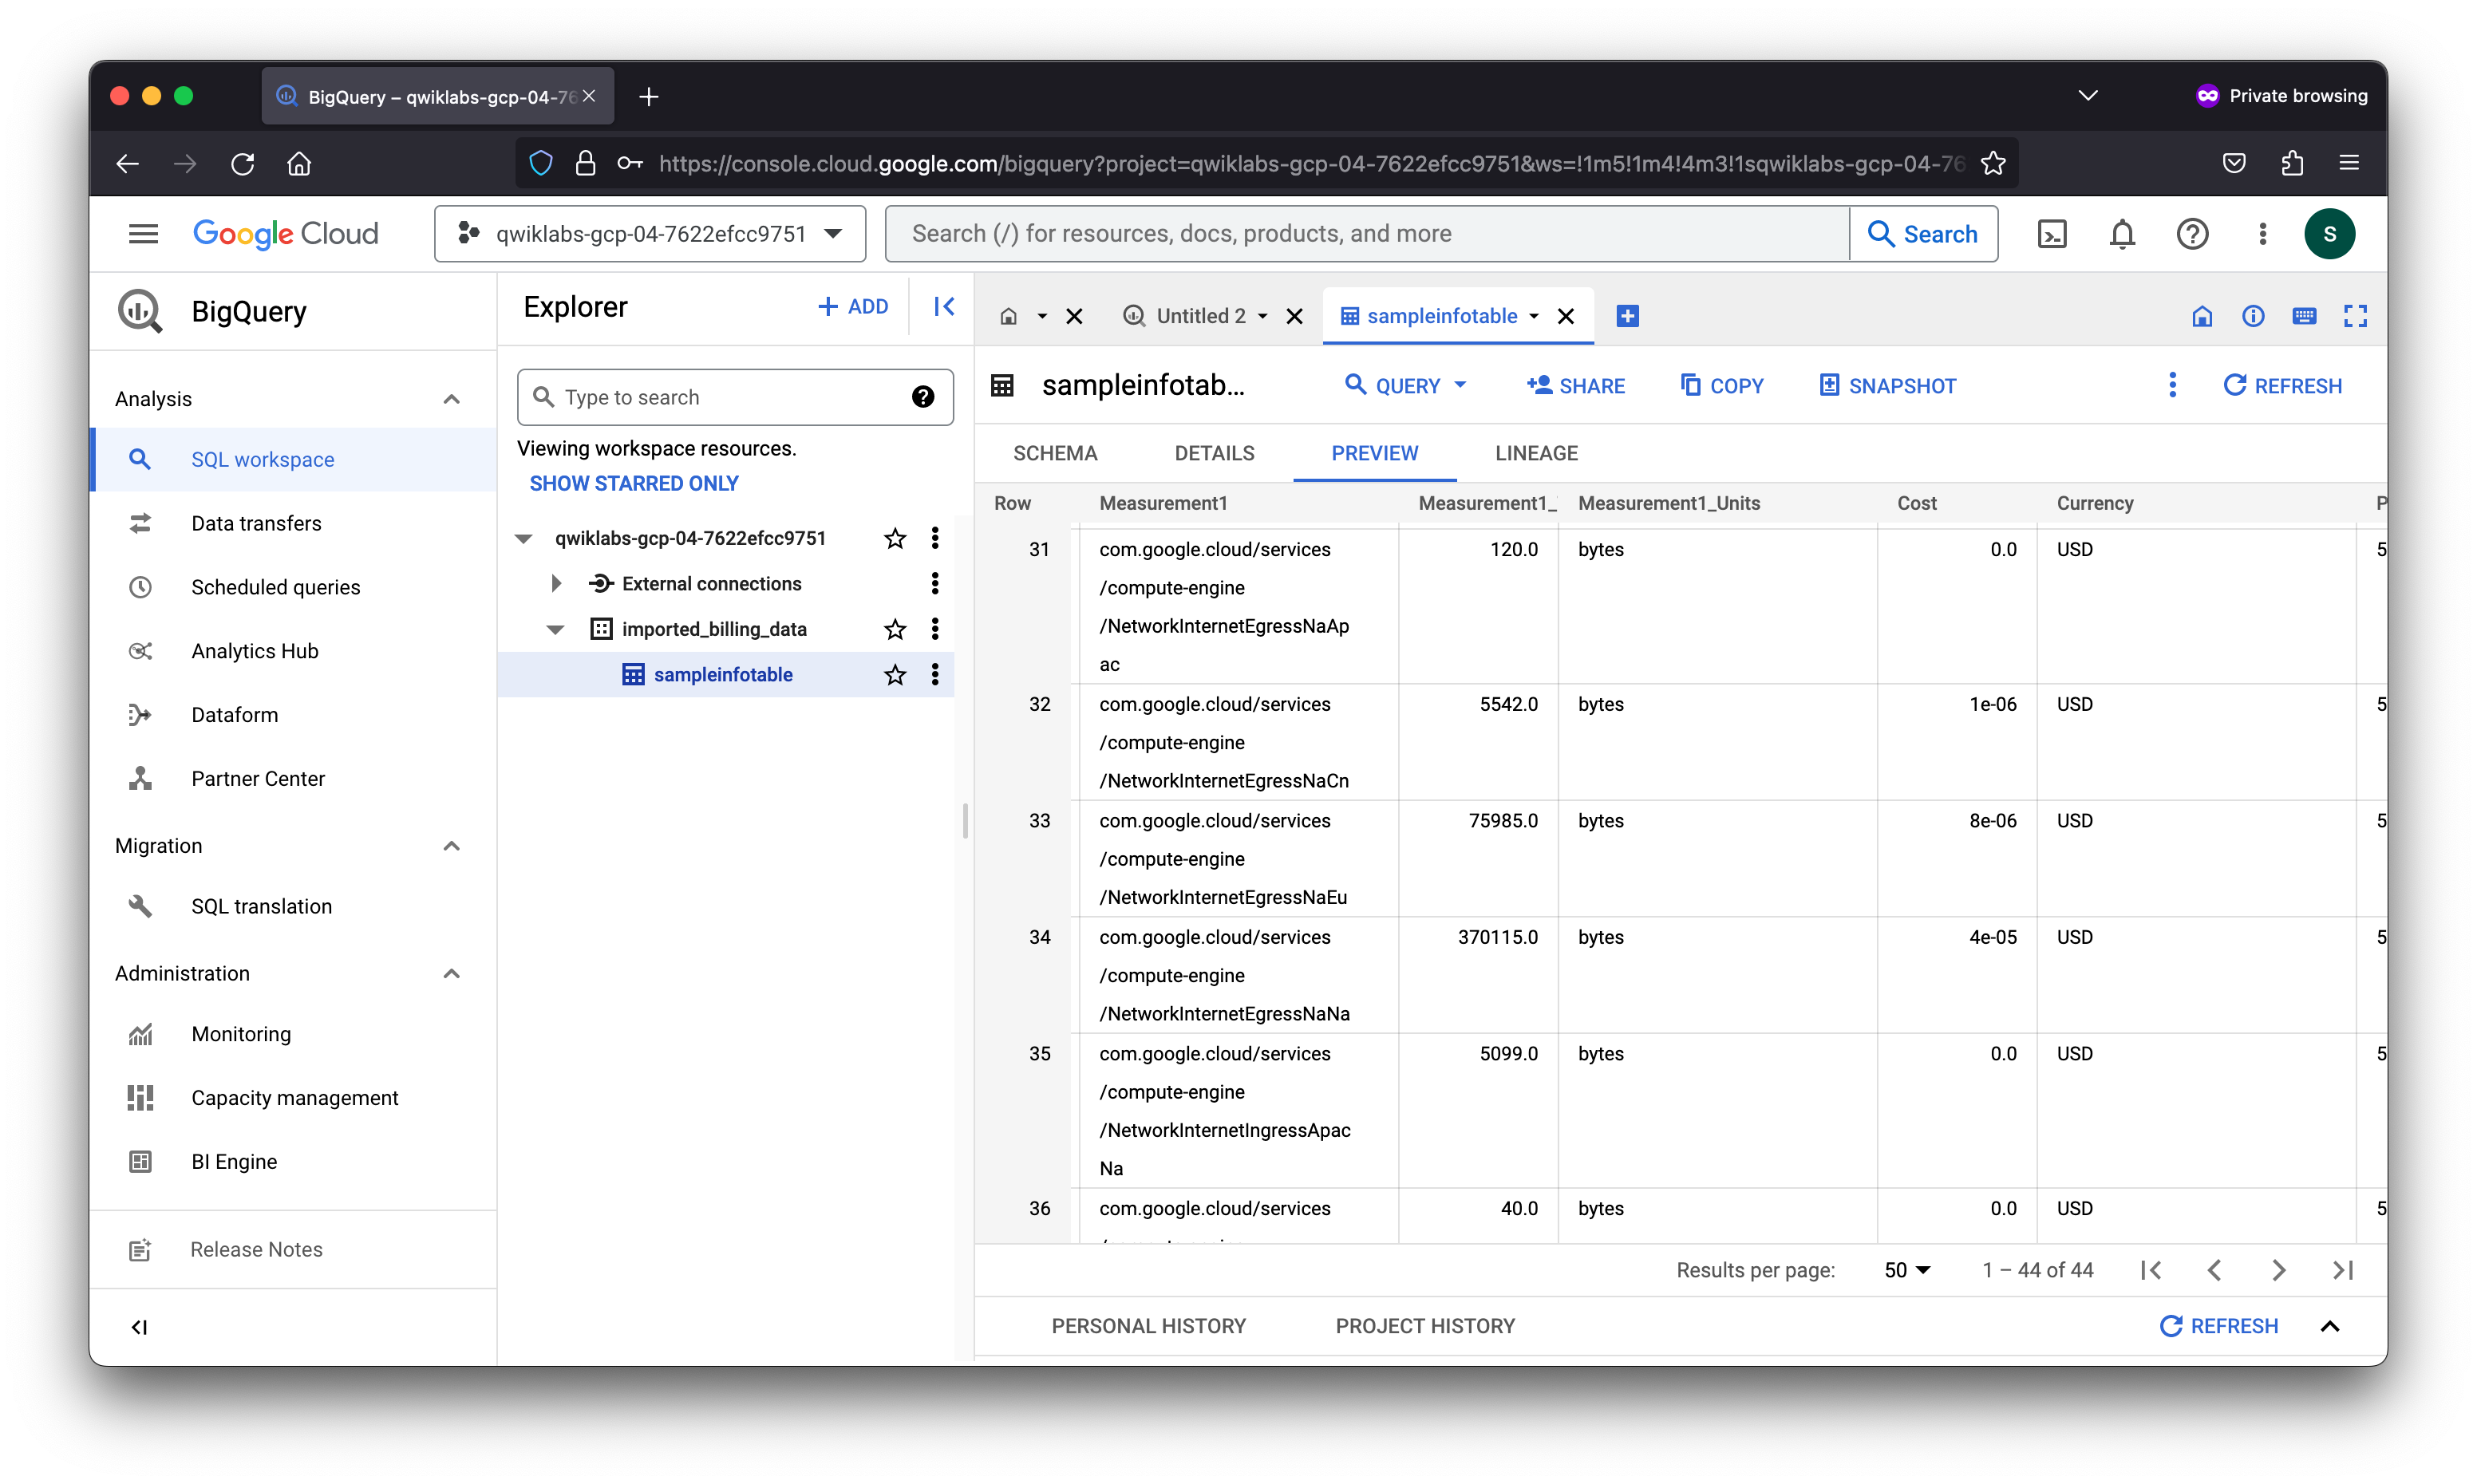 BigQuery – qwiklabs-gcp-04-76
Private browsing
https://console.cloud.google.com/bigquery?project=qwiklabs-gcp-04-7622efcc9751&ws=!1m5!1m4!4m3!1sqwiklabs-gcp-04-76
Google Cloud
qwiklabs-gcp-04-7622efcc9751
Search (/) for resources, docs, products, and more
Search
S
BigQuery
Analysis
SQL workspace
Data transfers
Scheduled queries
Analytics Hub
Dataform
Partner Center
Migration
SQL translation
Administration
Monitoring
Capacity management
BI Engine
Release Notes
Explorer
ADD
Type to search
Viewing workspace resources.
SHOW STARRED ONLY
qwiklabs-gcp-04-7622efcc9751
External connections
imported_billing_data
sampleinfotable
Untitled 2
sampleinfotable
sampleinfotab...
QUERY
SHARE
COPY
SNAPSHOT
REFRESH
SCHEMA
DETAILS
PREVIEW
LINEAGE
Row Measurement1 Measurement1_ Measurement1_Units Cost Currency P
31 com.google.cloud/services 120.0 bytes 0.0 USD 5
/compute-engine
/NetworkInternetEgressNaAp
ac
32 com.google.cloud/services 5542.0 bytes 1e-06 USD 5
/compute-engine
/NetworkInternetEgressNaCn
33 com.google.cloud/services 75985.0 bytes 8e-06 USD 5
/compute-engine
/NetworkInternetEgressNaEu
34 com.google.cloud/services 370115.0 bytes 4e-05 USD 5
/compute-engine
/NetworkInternetEgressNaNa
35 com.google.cloud/services 5099.0 bytes 0.0 USD 5
/compute-engine
/NetworkInternetIngressApac
Na
36 com.google.cloud/services 40.0 bytes 0.0 USD 5
Results per page: 50 1 – 44 of 44
PERSONAL HISTORY
PROJECT HISTORY
REFRESH